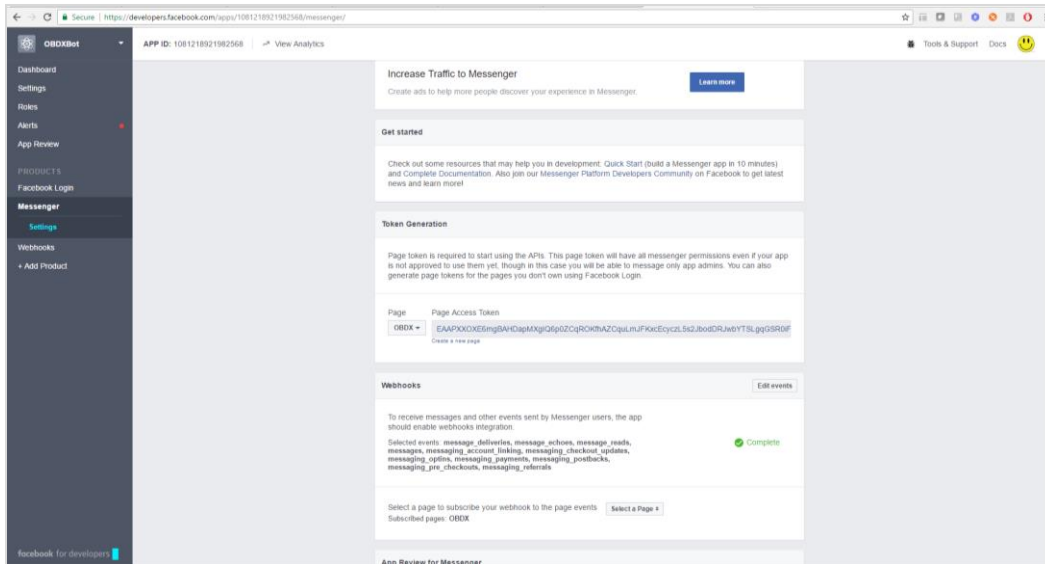 Secure | https://developers.facebook.com/apps/1081218921982568/messenger/
OBDXBot
APP ID: 1081218921982568
View Analytics
Tools & Support
Docs
Dashboard
Settings
Roles
Alerts
App Review
PRODUCTS
Facebook Login
Messenger
Settings
Webhooks
+ Add Product
facebook for developers
Increase Traffic to Messenger
Create ads to help more people discover your experience in Messenger.
Learn more
Get started
Check out some resources that may help you in development: Quick Start (build a Messenger app in 10 minutes)
and Complete Documentation. Also join our Messenger Platform Developers Community on Facebook to get latest
news and learn more!
Token Generation
Page token is required to start using the APIs. This page token will have all messenger permissions even if your app
is not approved to use them yet, though in this case you will be able to message only app admins. You can also
generate page tokens for the pages you don't own using Facebook Login.
Page
Page Access Token
OBDX
Create a new page
Webhooks
Edit events
To receive messages and other events sent by Messenger users, the app
should enable webhooks integration.
Selected events: message_deliveries, message_echoes, message_reads,
messages, messaging_account_linking, messaging_checkout_updates,
messaging_optins, messaging_payments, messaging_postbacks,
messaging_pre_checkouts, messaging_referrals
Complete
Select a page to subscribe your webhook to the page events
Select a Page
Subscribed pages: OBDX
App Review for Messenger